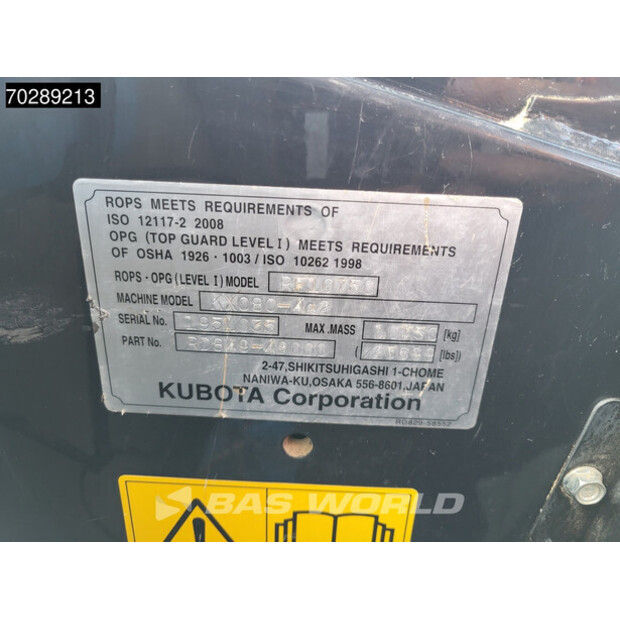 70289213
ROPS MEETS REQUIREMENTS OF
ISO 12117-2 2008
OPG (TOP GUARD LEVEL I) MEETS REQUIREMENTS
OF OSHA 1926・1003 / ISO 10262 1998
ROPS・OPG (LEVEL I) MODEL
MACHINE MODEL KX080-4α2
SERIAL No. MAX.MASS [kg]
PART No. [lbs])
2-47,SHIKITSUHIGASHI 1-CHOME
NANIWA-KU,OSAKA 556-8601,JAPAN
KUBOTA Corporation
BAS WORLD